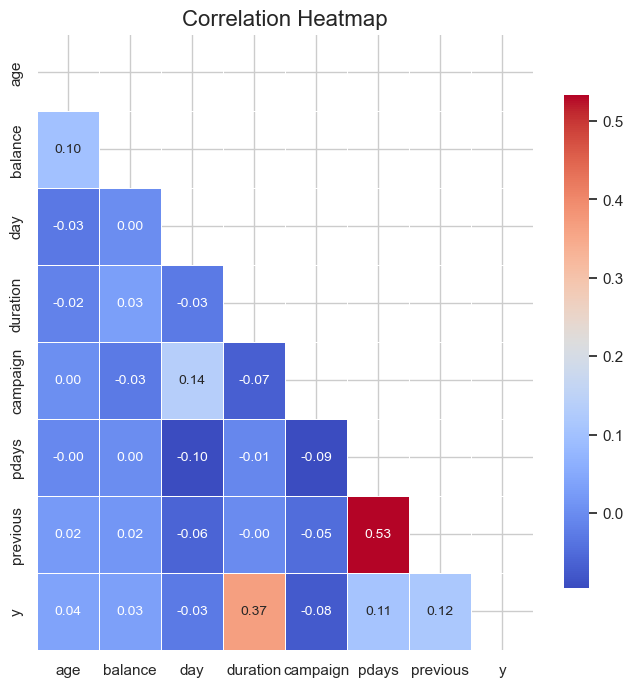 Correlation Heatmap
age
balance 0.10
day -0.03 0.00
duration -0.02 0.03 -0.03
campaign 0.00 -0.03 0.14 -0.07
pdays -0.00 0.00 -0.10 -0.01 -0.09
previous 0.02 0.02 -0.06 -0.00 -0.05 0.53
y 0.04 0.03 -0.03 0.37 -0.08 0.11 0.12
age balance day duration campaign pdays previous y
0.5
0.4
0.3
0.2
0.1
0.0